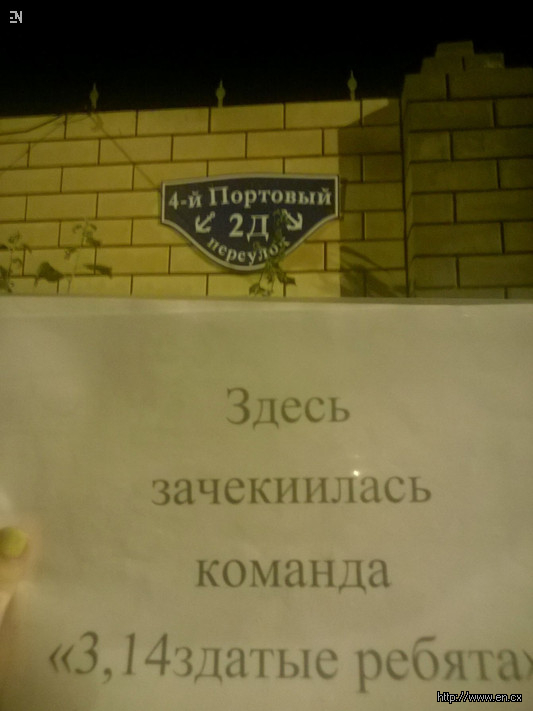 EN
4-й Портовый
2Д
переулок
Здесь
зачекиилась
команда
«3,14здатые ребята»
http://www.en.cx